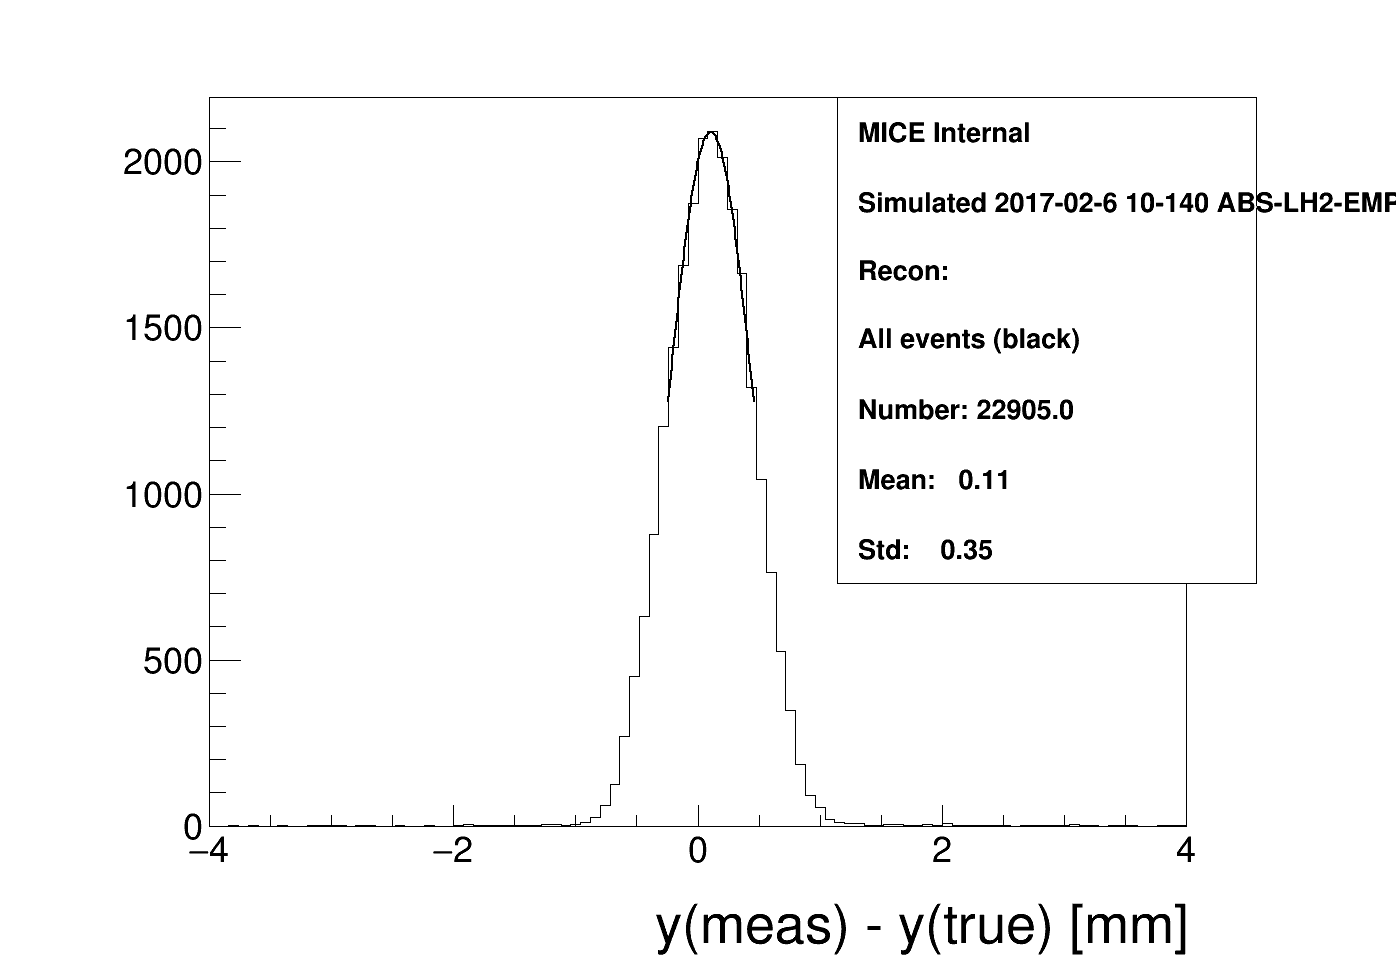 MICE Internal
Simulated 2017-02-6 10-140 ABS-LH2-EMP
Recon:
All events (black)
Number: 22905.0
Mean: 0.11
Std: 0.35
2000
1500
1000
500
0
−4 −2 0 2 4
y(meas) - y(true) [mm]